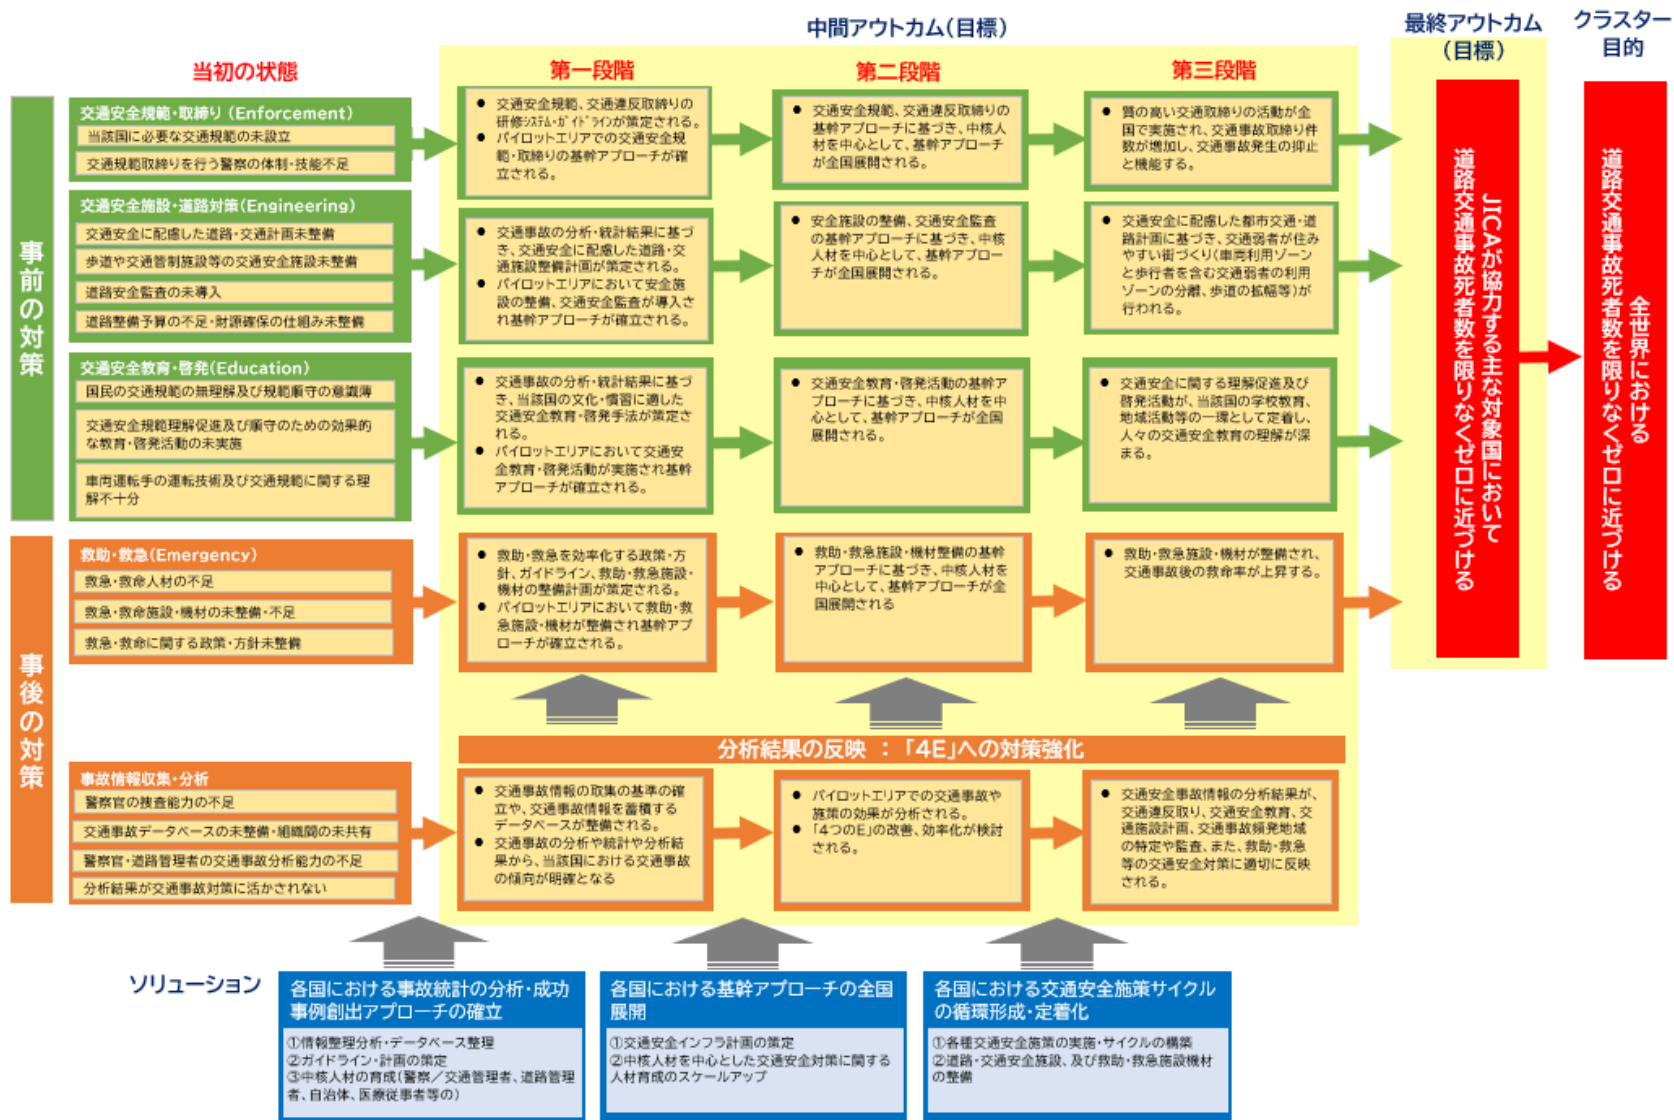 中間アウトカム(目標)
最終アウトカム
(目標)
クラスター
目的
当初の状態
第一段階
第二段階
第三段階
事前の対策
交通安全規範・取締り (Enforcement)
当該国に必要な交通規範の未設立
交通規範取締りを行う警察の体制・技能不足
● 交通安全規範、交通違反取締りの
研修システム・ガイドラインが策定される。
● パイロットエリアでの交通安全規
範・取締りの基幹アプローチが確
立される。
● 交通安全規範、交通違反取締りの
基幹アプローチに基づき、中核人
材を中心として、基幹アプローチ
が全国展開される。
● 質の高い交通取締りの活動が全
国で実施され、交通事故取締り件
数が増加し、交通事故発生の抑止
と機能する。
交通安全施設・道路対策(Engineering)
交通安全に配慮した道路・交通計画未整備
歩道や交通管制施設等の交通安全施設未整備
道路安全監査の未導入
道路整備予算の不足・財源確保の仕組み未整備
● 交通事故の分析・統計結果に基づ
き、交通安全に配慮した道路・交
通施設整備計画が策定される。
● パイロットエリアにおいて安全施
設の整備、交通安全監査が導入さ
れ基幹アプローチが確立される。
● 安全施設の整備、交通安全監査
の基幹アプローチに基づき、中核
人材を中心として、基幹アプロー
チが全国展開される。
● 交通安全に配慮した都市交通・道
路計画に基づき、交通弱者が住み
やすい街づくり(車両利用ゾーン
と歩行者を含む交通弱者の利用
ゾーンの分離、歩道の拡幅等)が
行われる。
交通安全教育・啓発(Education)
国民の交通規範の無理解及び規範順守の意識薄
交通安全規範理解促進及び順守のための効果的
な教育・啓発活動の未実施
車両運転手の運転技術及び交通規範に関する理
解不十分
● 交通事故の分析・統計結果に基づ
き、当該国の文化・慣習に適した
交通安全教育・啓発手法が策定さ
れる。
● パイロットエリアにおいて交通安
全教育・啓発活動が実施され基幹
アプローチが確立される。
● 交通安全教育・啓発活動の基幹ア
プローチに基づき、中核人材を中
心として、基幹アプローチが全国
展開される。
● 交通安全に関する理解促進及び
啓発活動が、当該国の学校教育、
地域活動等の一環として定着し、
人々の交通安全教育の理解が深
まる。
JICAが協力する主な対象国において
道路交通事故死者数を限りなくゼロに近づける
全世界における
道路交通事故死者数を限りなくゼロに近づける
事後の対策
救助・救急(Emergency)
救急・救命人材の不足
救急・救命施設・機材の未整備・不足
救急・救命に関する政策・方針未整備
● 救助・救急を効率化する政策・方
針、ガイドライン、救助・救急施設・
機材の整備計画が策定される。
● パイロットエリアにおいて救助・救
急施設・機材が整備され基幹アプ
ローチが確立される。
● 救助・救急施設・機材整備の基幹
アプローチに基づき、中核人材を
中心として、基幹アプローチが全
国展開される
● 救助・救急施設・機材が整備され、
交通事故後の救命率が上昇する。
分析結果の反映 : 「4E」への対策強化
事故情報収集・分析
警察官の捜査能力の不足
交通事故データベースの未整備・組織間の未共有
警察官・道路管理者の交通事故分析能力の不足
分析結果が交通事故対策に活かされない
● 交通事故情報の取集の基準の確
立や、交通事故情報を蓄積する
データベースが整備される。
● 交通事故の分析や統計や分析結
果から、当該国における交通事故
の傾向が明確となる
● パイロットエリアでの交通事故や
施策の効果が分析される。
● 「4つのE」の改善、効率化が検討
される。
● 交通安全事故情報の分析結果が、
交通違反取り、交通安全教育、交
通施設計画、交通事故頻発地域
の特定や監査、また、救助・救急
等の交通安全対策に適切に反映
される。
ソリューション
各国における事故統計の分析・成功
事例創出アプローチの確立
①情報整理分析・データベース整理
②ガイドライン・計画の策定
③中核人材の育成(警察／交通管理者、道路管理
者、自治体、医療従事者等の)
各国における基幹アプローチの全国
展開
①交通安全インフラ計画の策定
②中核人材を中心とした交通安全対策に関する
人材育成のスケールアップ
各国における交通安全施策サイクル
の循環形成・定着化
①各種交通安全施策の実施・サイクルの構築
②道路・交通安全施設、及び救助・救急施設機材
の整備